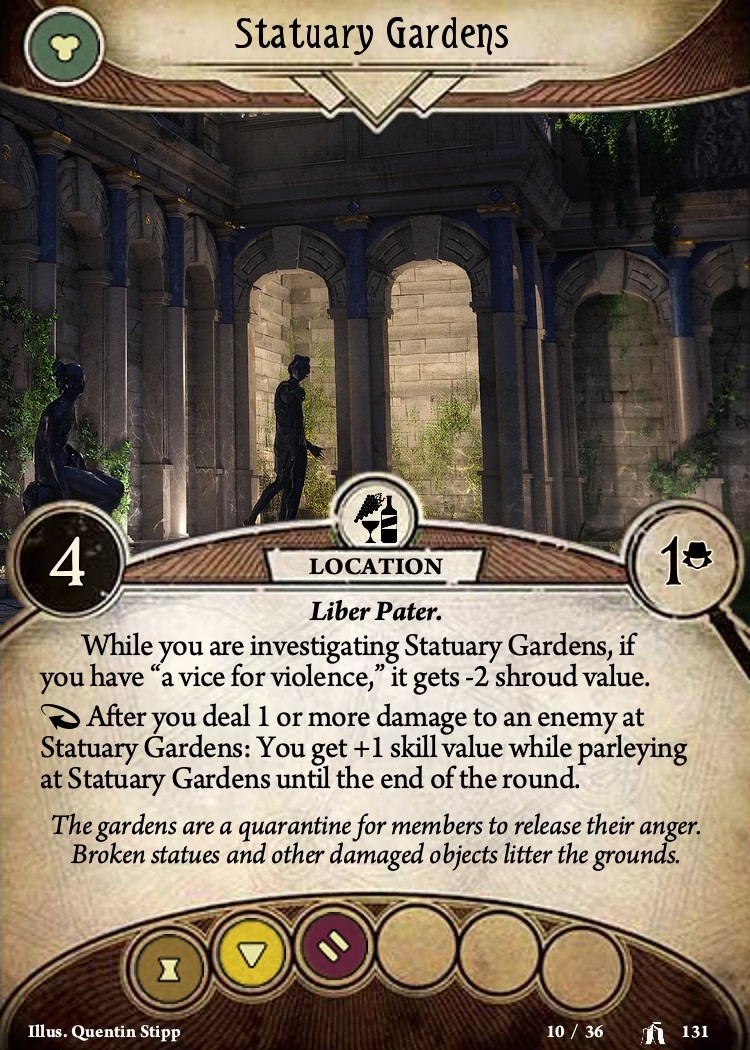 Statuary Gardens
4
LOCATION
1
Liber Pater.
While you are investigating Statuary Gardens, if
you have “a vice for violence,” it gets -2 shroud value.
After you deal 1 or more damage to an enemy at
Statuary Gardens: You get +1 skill value while parleying
at Statuary Gardens until the end of the round.
The gardens are a quarantine for members to release their anger.
Broken statues and other damaged objects litter the grounds.
Illus. Quentin Stipp
10 / 36
131